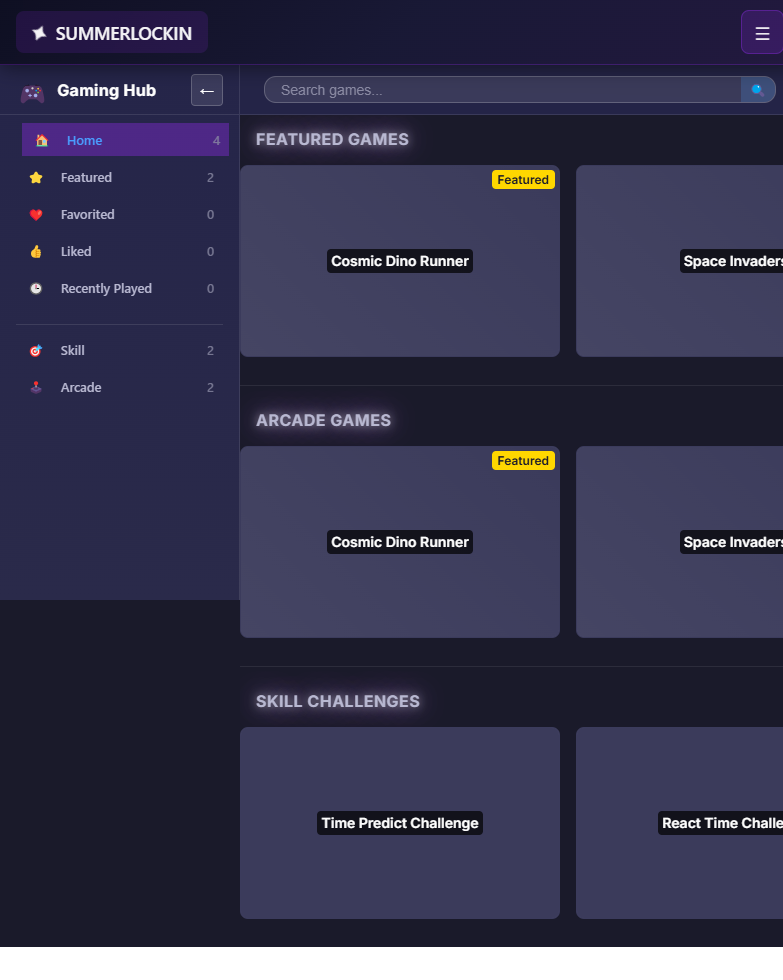 SUMMERLOCKIN
Gaming Hub
Search games...
Home 4
Featured 2
Favorited 0
Liked 0
Recently Played 0
Skill 2
Arcade 2
FEATURED GAMES
Featured
Cosmic Dino Runner
Space Invaders
ARCADE GAMES
Featured
Cosmic Dino Runner
Space Invaders
SKILL CHALLENGES
Time Predict Challenge
React Time Challe